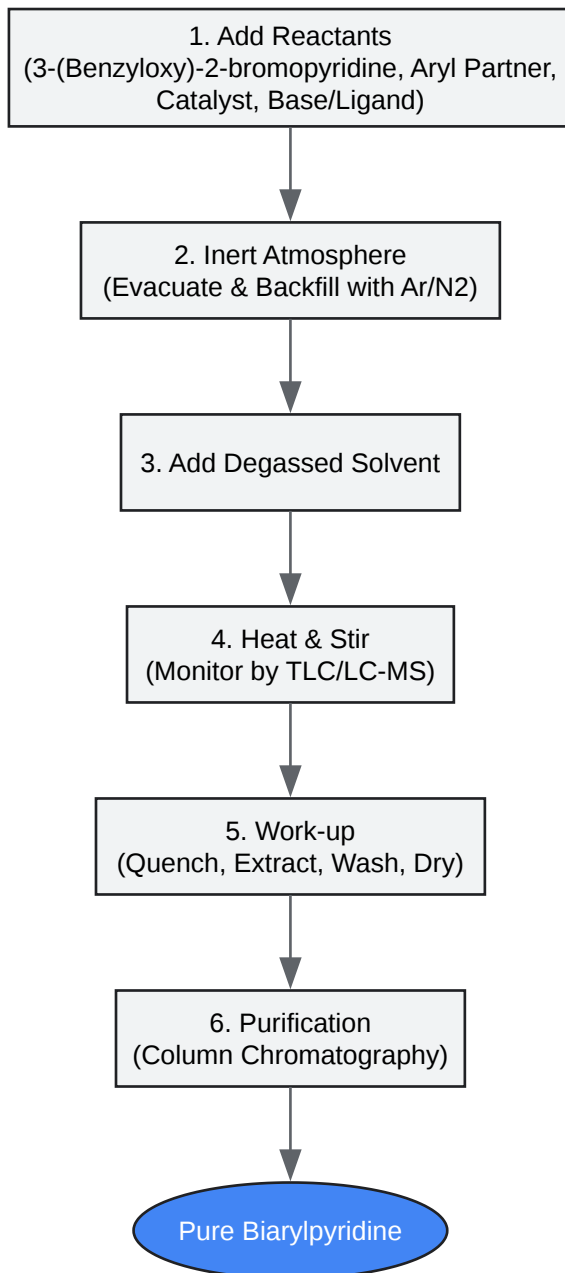 1. Add Reactants
(3-(Benzyloxy)-2-bromopyridine, Aryl Partner,
Catalyst, Base/Ligand)
2. Inert Atmosphere
(Evacuate & Backfill with Ar/N2)
3. Add Degassed Solvent
4. Heat & Stir
(Monitor by TLC/LC-MS)
5. Work-up
(Quench, Extract, Wash, Dry)
6. Purification
(Column Chromatography)
Pure Biarylpyridine